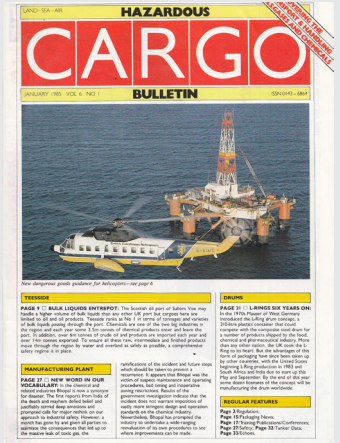 LAND · SEA · AIR
HAZARDOUS
COVERING THE
TRANSPORT & HANDLING
OF GASES AND CHEMICALS
CARGO
JANUARY 1985 VOL 6 NO 1
BULLETIN
ISSN 0143-6864
New dangerous goods guidance for helicopters—see page 6
TEESSIDE
PAGE 9 □ BULK LIQUIDS ENTREPOT: The Scottish oil port of Sullom Voe may
handle a higher volume of bulk liquids than any other UK port but cargoes here are
limited to oil and oil products. Teesside ranks as No 1 in terms of tonnages and varieties
of bulk liquids passing through the port. Chemicals are one of the two big industries in
the region and each year some 3.5m tonnes of chemical products enter and leave the
port. In addition, over 6m tonnes of crude oil and products are imported each year and
over 14m tonnes exported. To ensure all these raw, intermediate and finished products
move through the region by water and overland as safely as possible, a comprehensive
safety regime is in place.
MANUFACTURING PLANT
PAGE 27 □ NEW WORD IN OUR
VOCABULARY: In the chemical and
related industries Bhopal is now a synonym
for disaster. The first reports from India of
the death and mayhem defied belief and
justifiably stirred deep emotions and
prompted calls for major rethink on our
approach to industrial safety. However, a
month has gone by and given all parties to
assimilate the consequences that led up to
the massive leak of toxic gas, the
ramifications of the incident and future steps
which should be taken to prevent a
recurrence. It appears that Bhopal was the
victim of suspect maintenance and operating
procedures, bad timing and inoperative
zoning restrictions. Results of the
government investigation indicate that the
incident does not warrant imposition of
vastly more stringent design and operation
standards on the chemical industry.
Nevertheless, Bhopal has prompted the
industry to undertake a wide-ranging
reevaluation of its own procedures to see
where improvements can be made.
DRUMS
PAGE 21 □ L-RINGS SIX YEARS ON:
In the 1970s Mauser of West Germany
introduced the L-Ring drum concept, a
210-litre plastics container that could
compete with the composite steel drum for
a number of products shipped by the food,
chemical and pharmaceutical industry. More
than any other nation, the UK took the L-
Ring to its heart. But the advantages of this
form of packaging have since been taken up
by other countries, with the United States
beginning L-Ring production in 1983 and
South Africa and India due to start up this
May and September. By the end of this year
some dozen licensees of the concept will be
manufacturing the drum worldwide.
REGULAR FEATURES
Page 3/Regulation.
Page 15/Packaging News.
Page 17/Training/Publications/Conferences.
Page 27/Safety. Page 32/Tanker Data.
Page 33/Echoes.